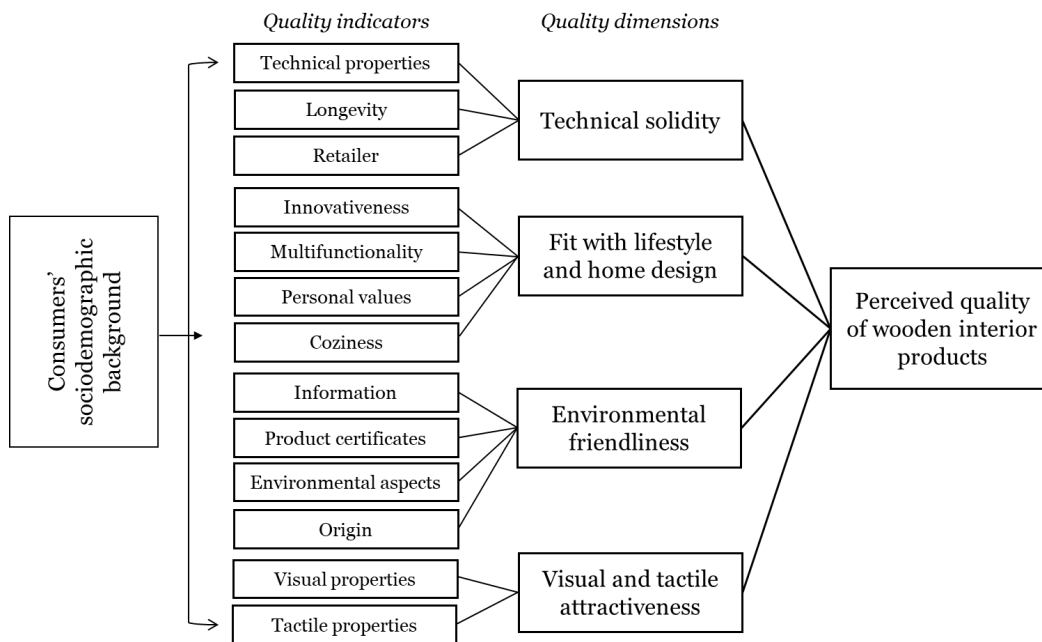 Quality indicators
Quality dimensions
Consumers’
sociodemographic
background
Technical properties
Longevity
Retailer
Innovativeness
Multifunctionality
Personal values
Coziness
Information
Product certificates
Environmental aspects
Origin
Visual properties
Tactile properties
Technical solidity
Fit with lifestyle
and home design
Environmental
friendliness
Visual and tactile
attractiveness
Perceived quality
of wooden interior
products